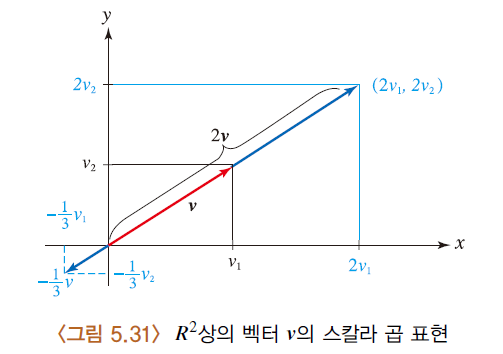 y
2v₂
(2v₁, 2v₂)
2v
v₂
v
-1/3 v₁
x
v₁
2v₁
-1/3 v
-1/3 v₂
〈그림 5.31〉 R²상의 벡터 v의 스칼라 곱 표현